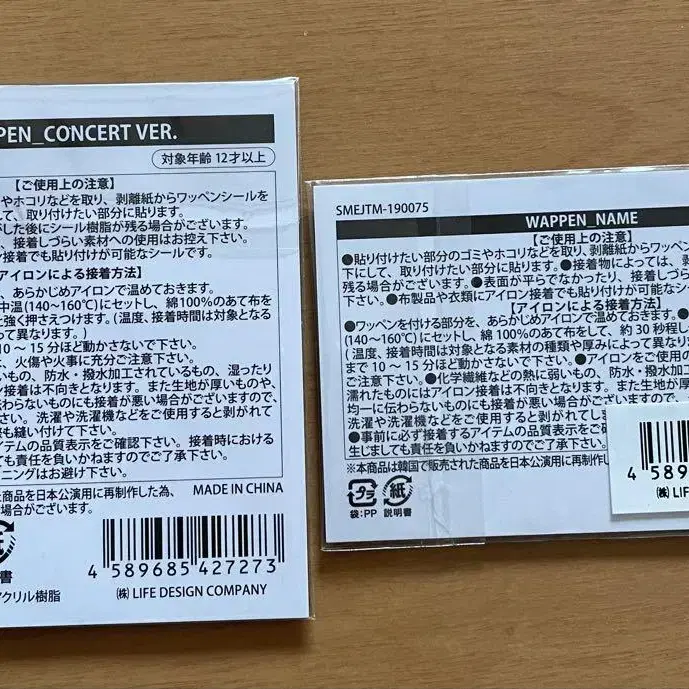 PEN_CONCERT VER.
対象年齢 12才以上
【ご使用上の注意】
やホコリなどを取り、剥離紙からワッペンシールを
して、取り付けたい部分に貼ります。
がした後にシール樹脂が残る場合がございます。
、接着しづらい素材への使用はお控え下さい。
ン接着でも貼り付けが可能なシールです。
アイロンによる接着方法】
、あらかじめアイロンで温めておきます。
中温(140~160℃)にセットし、綿100%のあて布を
と強く押さえつけます。(温度、接着時間は対象となる
って異なります。)
10 ～ 15 分ほど動かさないで下さい。
、火傷や火事に充分ご注意下さい。
いもの、防水・撥水加工されているもの、湿ったり
ン接着は不向きとなります。また生地が厚いものや、
伝わらないものにも接着が悪い場合がございますので、
さい。洗濯や洗濯機などをご使用すると剥がれて
も縫い付けて下さい。
テムの品質表示をご確認下さい。接着時における
ても責任を負いかねますのでご了承下さい。
ニングはお避け下さい。
た商品を日本公演用に再制作した為、
場合がございます。
MADE IN CHINA
書
クリル樹脂
4 589685 427273
㈱ LIFE DESIGN COMPANY
SMEJTM-190075
WAPPEN_NAME
【ご使用上の注意】
●貼り付けたい部分のゴミやホコリなどを取り、剥離紙からワッペン
下にして、取り付けたい部分に貼ります。●接着物によっては、剥
残る場合がございます。●表面が平らでなかったり、接着しづら
下さい。●布製品や衣類にアイロン接着でも貼り付けが可能なシー
【アイロンによる接着方法】
●ワッペンを付ける部分を、あらかじめアイロンで温めておきます。●
(140～160℃)にセットし、綿100%のあて布をして、約30秒程し
(温度、接着時間は対象となる素材の種類や厚みによって異なりま
まで 10 ～ 15 分ほど動かさないで下さい。●アイロンをご使用の
ご注意下さい。●化学繊維などの熱に弱いもの、防水・撥水加
濡れたものにはアイロン接着は不向きとなります。また生地が厚
均一に伝わらないものにも接着が悪い場合がございますの
洗濯や洗濯機などをご使用すると剥がれてし
●事前に必ず接着するアイテムの品質表示
生じましても責任を負いかねますのでご了承下さい。
※本商品は韓国で販売された商品を日本公演用に再制作し
プラ
紙
袋:PP
説明書
4 589
㈱ LIF